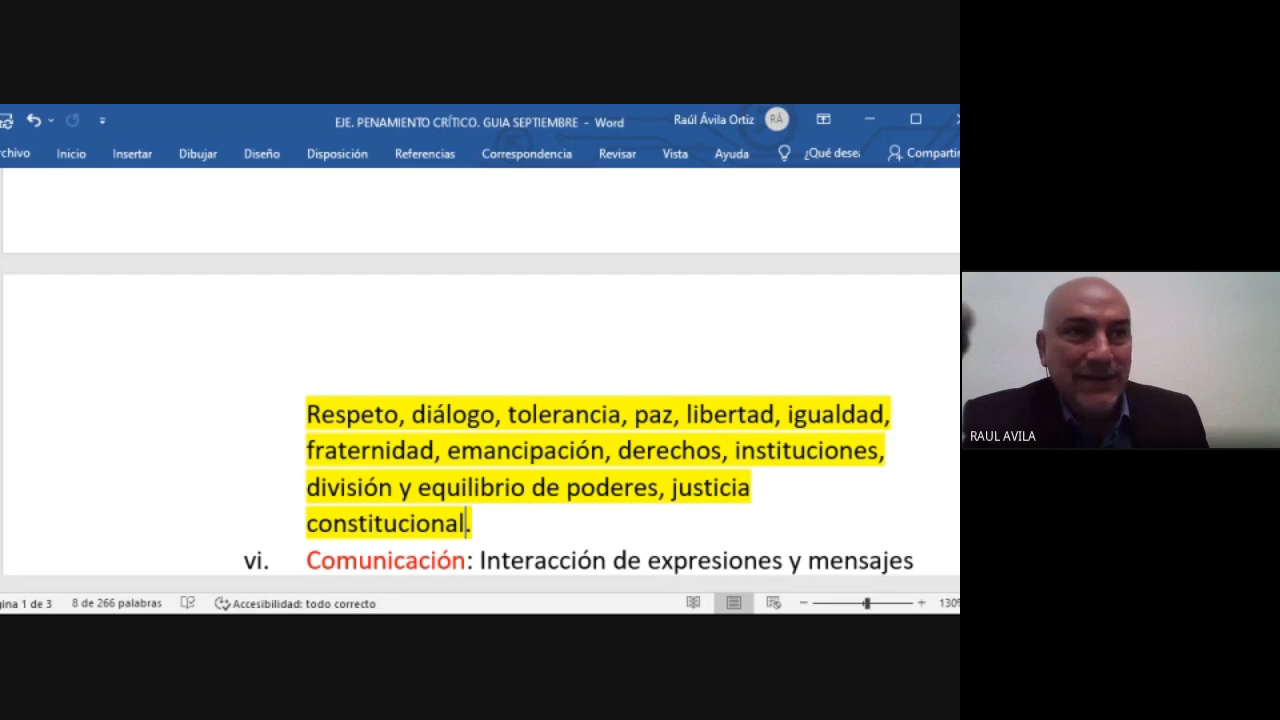 EJE. PENAMIENTO CRÍTICO. GUIA SEPTIEMBRE - Word
Raúl Ávila Ortiz
RÁ
rchivo Inicio Insertar Dibujar Diseño Disposición Referencias Correspondencia Revisar Vista Ayuda ¿Qué dese Compartir
Respeto, diálogo, tolerancia, paz, libertad, igualdad,
fraternidad, emancipación, derechos, instituciones,
división y equilibrio de poderes, justicia
constitucional.
vi. Comunicación: Interacción de expresiones y mensajes
gina 1 de 3 8 de 266 palabras Accesibilidad: todo correcto 130%
RAUL AVILA